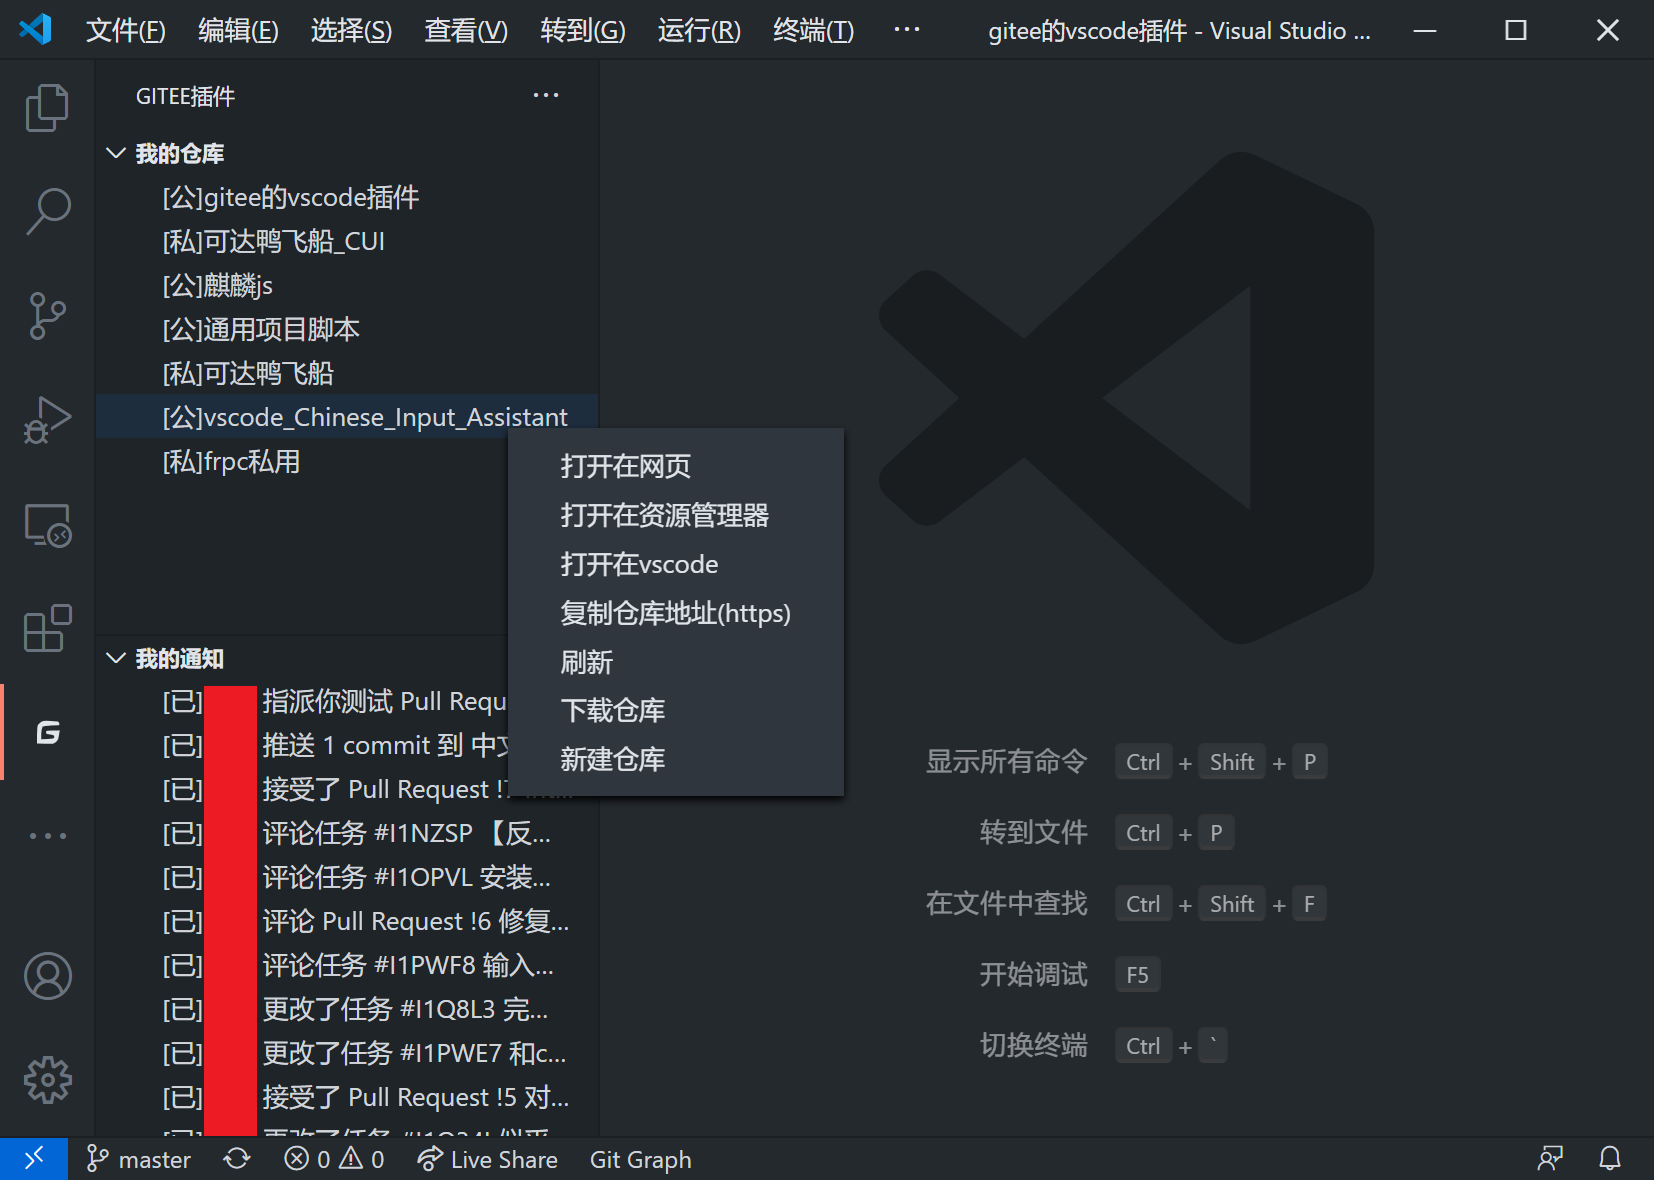 文件(F) 编辑(E) 选择(S) 查看(V) 转到(G) 运行(R) 终端(T) ··· gitee的vscode插件 - Visual Studio ...
GITEE插件 ···
我的仓库
[公]gitee的vscode插件
[私]可达鸭飞船_CUI
[公]麒麟js
[公]通用项目脚本
[私]可达鸭飞船
[公]vscode_Chinese_Input_Assistant
[私]frpc私用
打开在网页
打开在资源管理器
打开在vscode
复制仓库地址(https)
刷新
下载仓库
新建仓库
我的通知
[已] 指派你测试 Pull Requ
[已] 推送 1 commit 到 中
[已] 接受了 Pull Request
[已] 评论任务 #I1NZSP 【反...
[已] 评论任务 #I1OPVL 安装...
[已] 评论 Pull Request !6 修复...
[已] 评论任务 #I1PWF8 输入...
[已] 更改了任务 #I1Q8L3 完...
[已] 更改了任务 #I1PWE7 和c...
[已] 接受了 Pull Request !5 对...
显示所有命令 Ctrl + Shift + P
转到文件 Ctrl + P
在文件中查找 Ctrl + Shift + F
开始调试 F5
切换终端 Ctrl + `
master 0 0 Live Share Git Graph